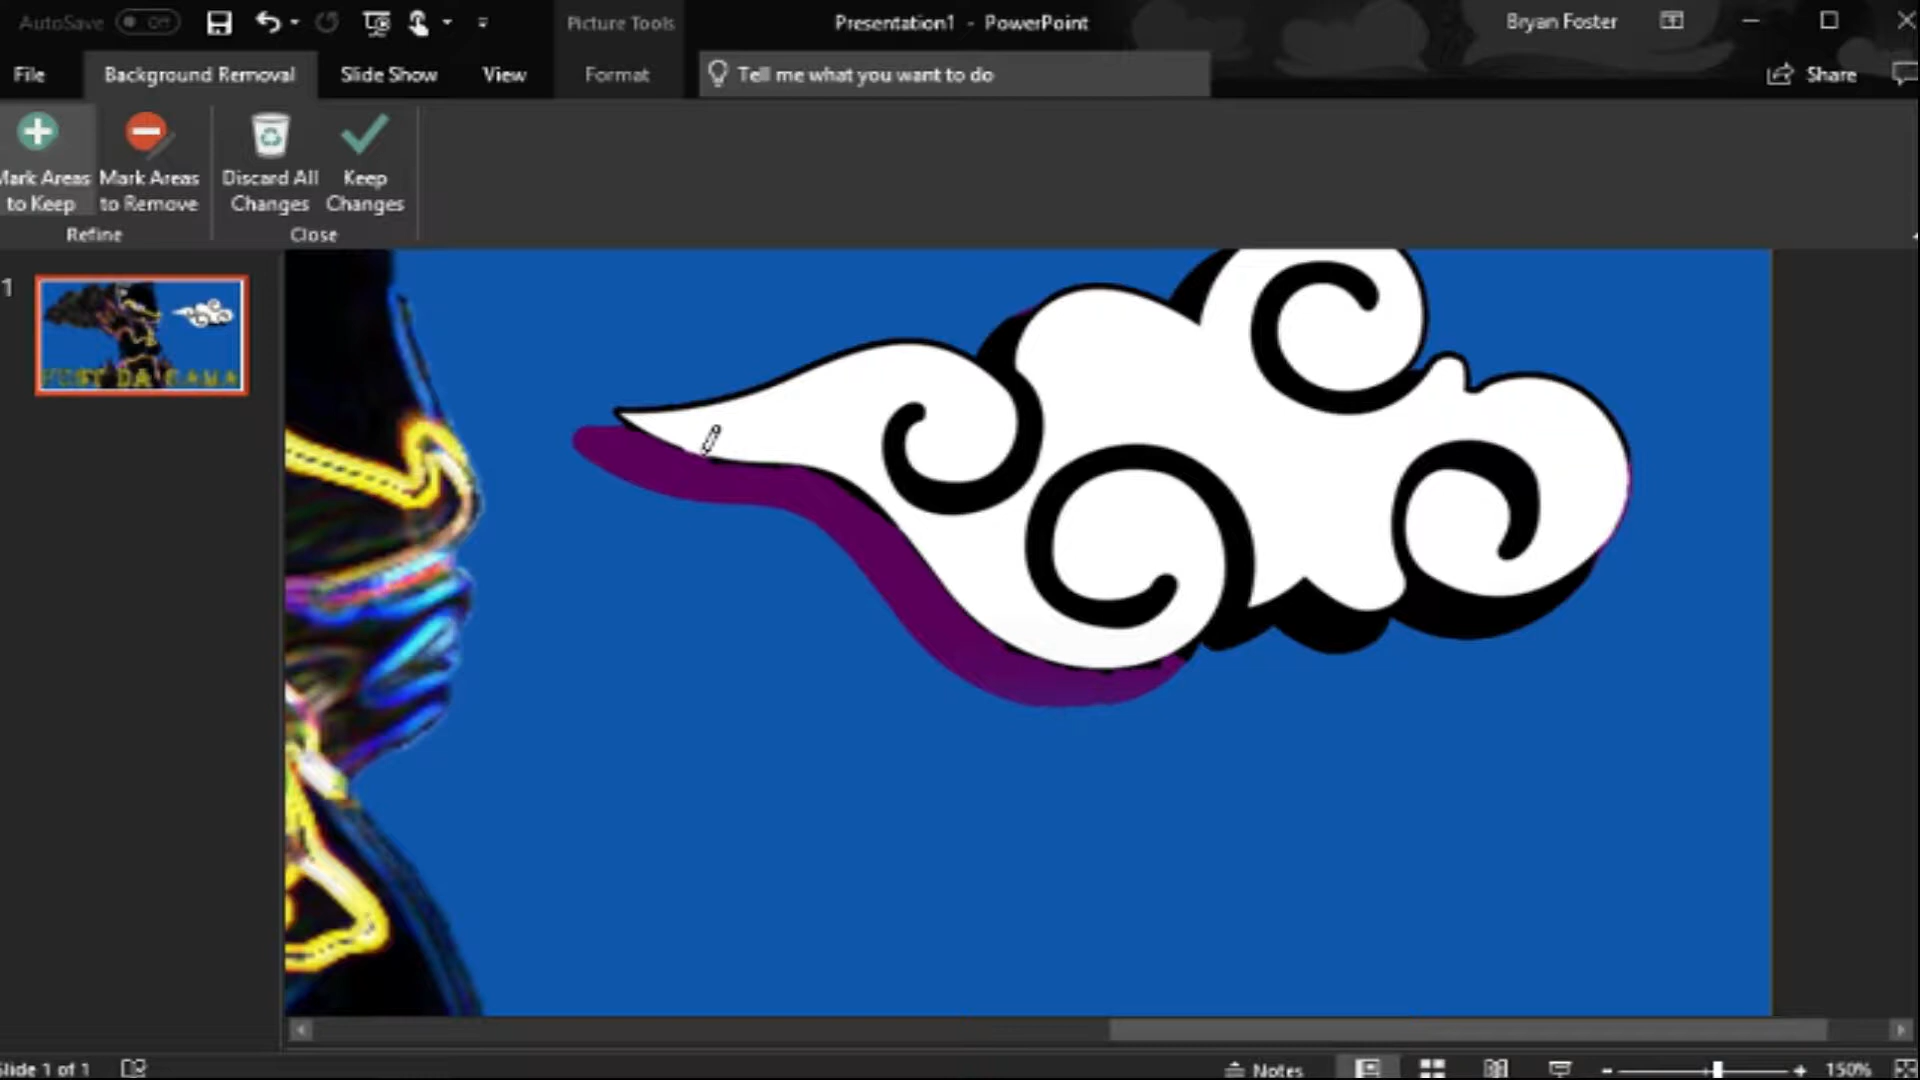 AutoSave Off Picture Tools Presentation1 - PowerPoint Bryan Foster
File Background Removal Slide Show View Format Tell me what you want to do Share
Mark Areas Mark Areas Discard All Keep
to Keep to Remove Changes Changes
Refine Close
1
Slide 1 of 1 Notes 150%